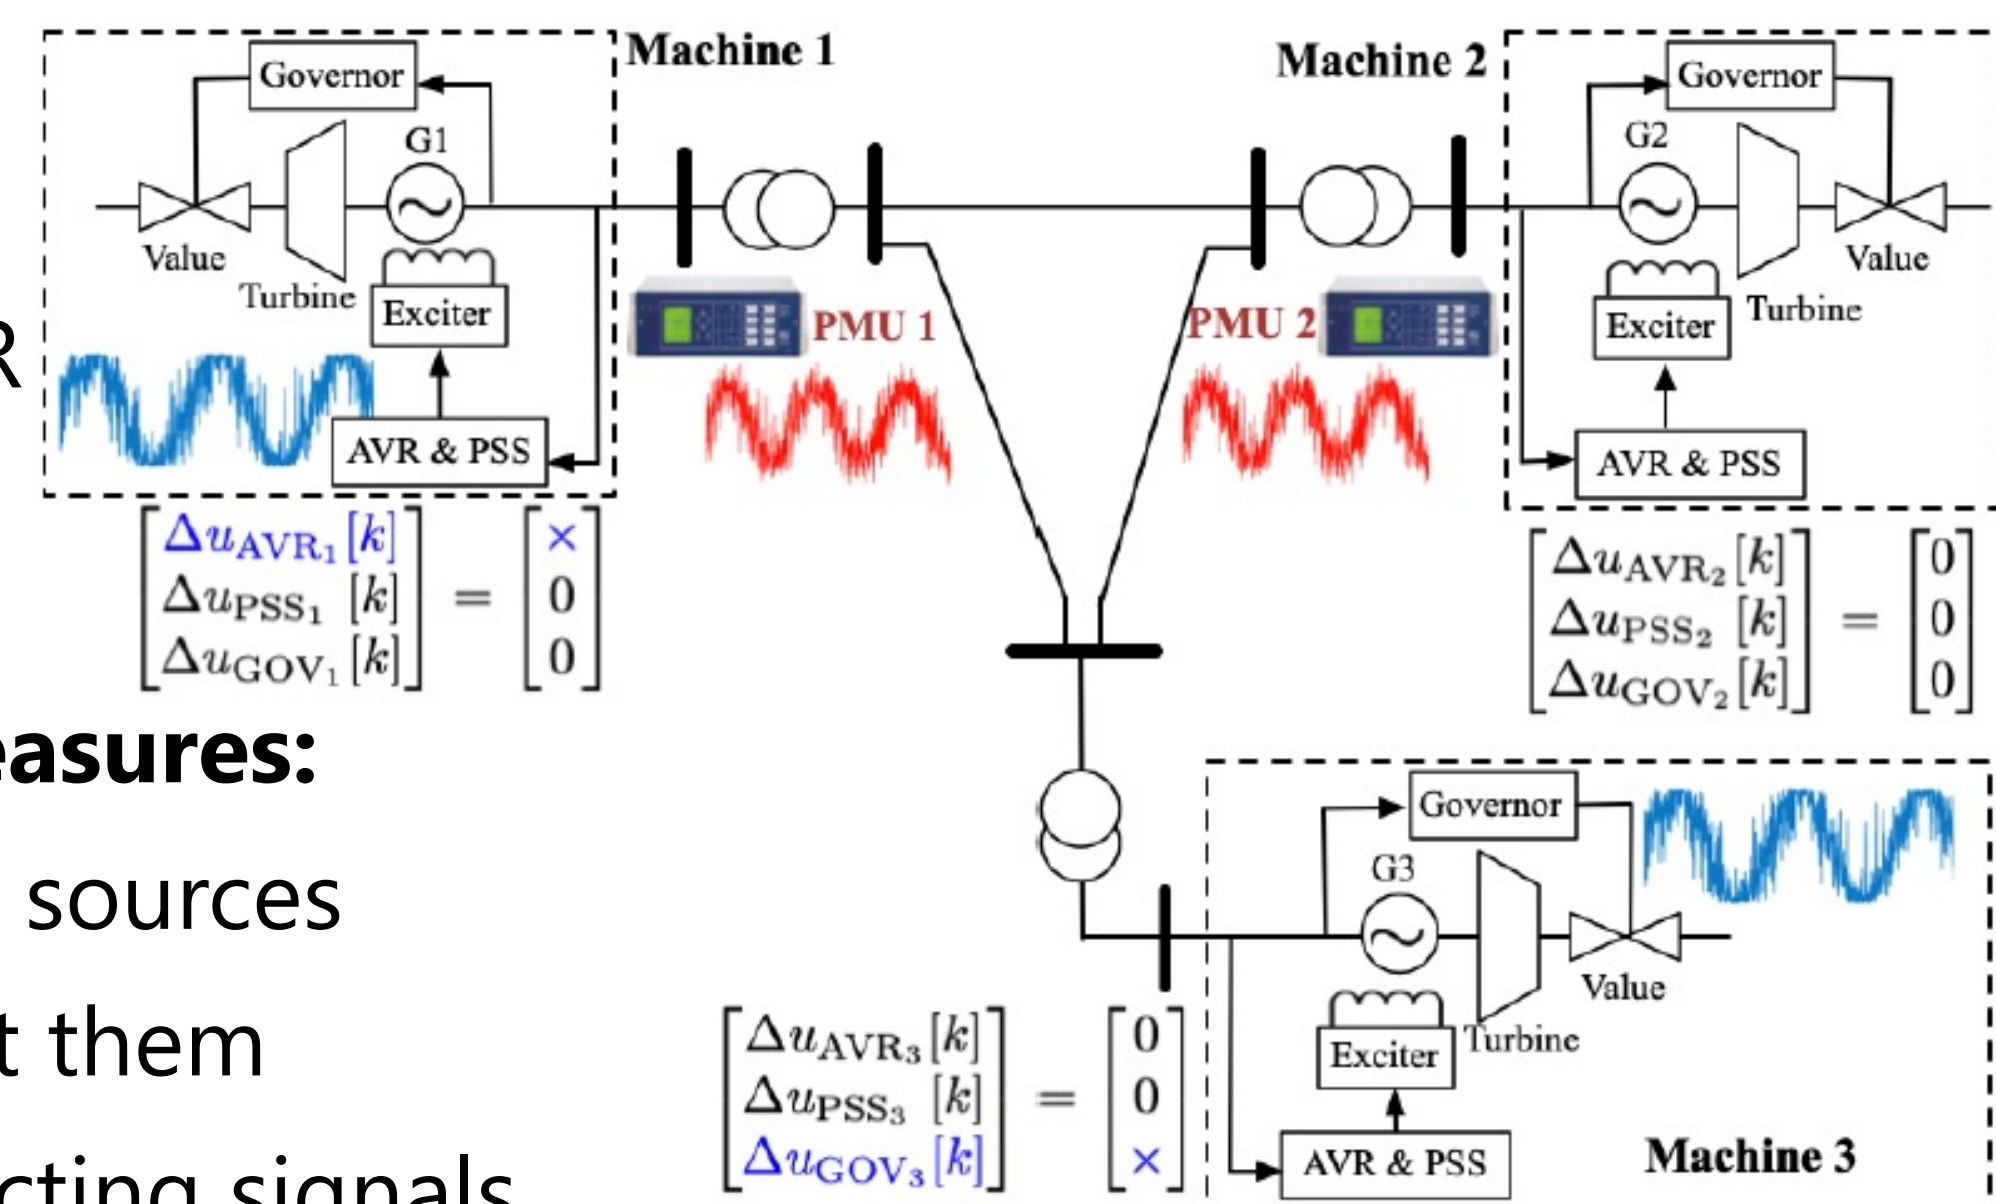 R
easures:
sources
t them
cting signals
Machine 1
Governor
G1
Value
Turbine
Exciter
AVR & PSS
PMU 1
[Δu_AVR₁[k]] = [×]
[Δu_PSS₁ [k]] = [0]
[Δu_GOV₁[k]] = [0]
Machine 2
Governor
G2
Value
Turbine
Exciter
AVR & PSS
PMU 2
[Δu_AVR₂[k]] = [0]
[Δu_PSS₂ [k]] = [0]
[Δu_GOV₂[k]] = [0]
Governor
G3
Value
Turbine
Exciter
AVR & PSS
Machine 3
[Δu_AVR₃[k]] = [0]
[Δu_PSS₃ [k]] = [0]
[Δu_GOV₃[k]] = [×]